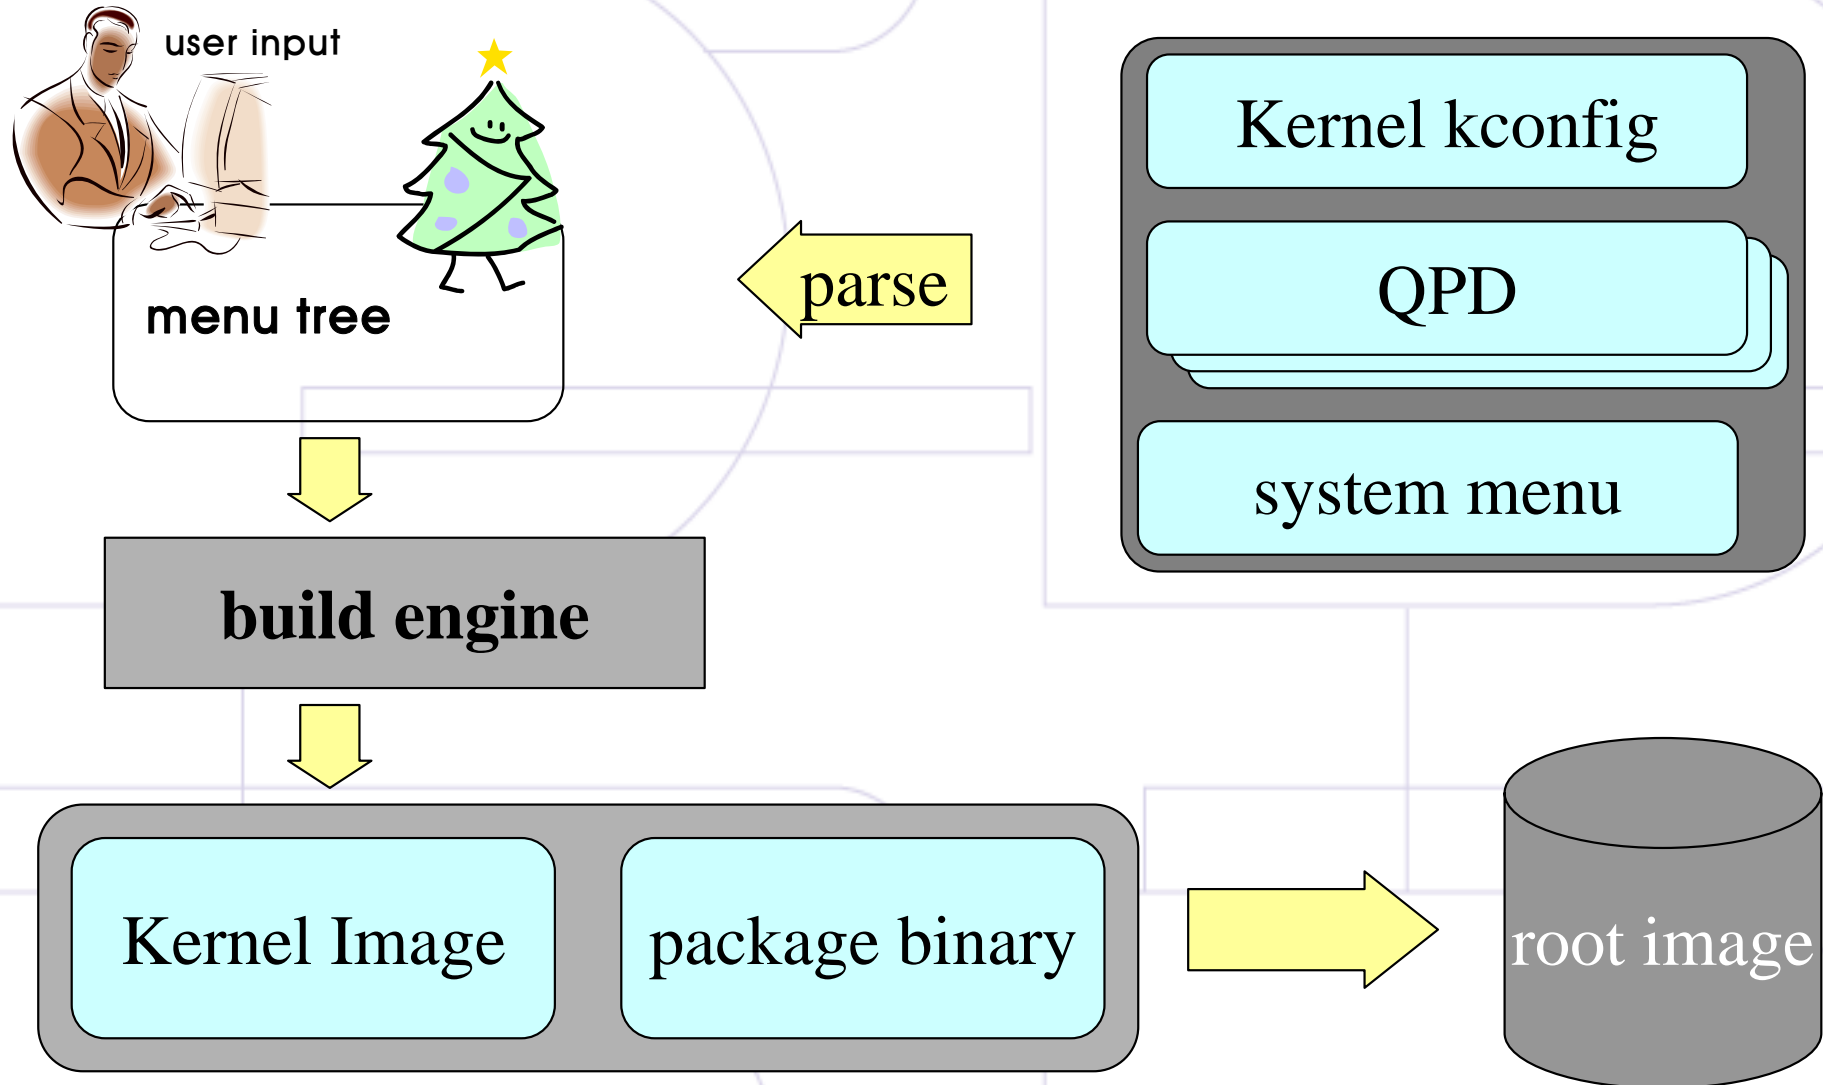 user input
menu tree
parse
Kernel kconfig
QPD
system menu
build engine
Kernel Image
package binary
root image